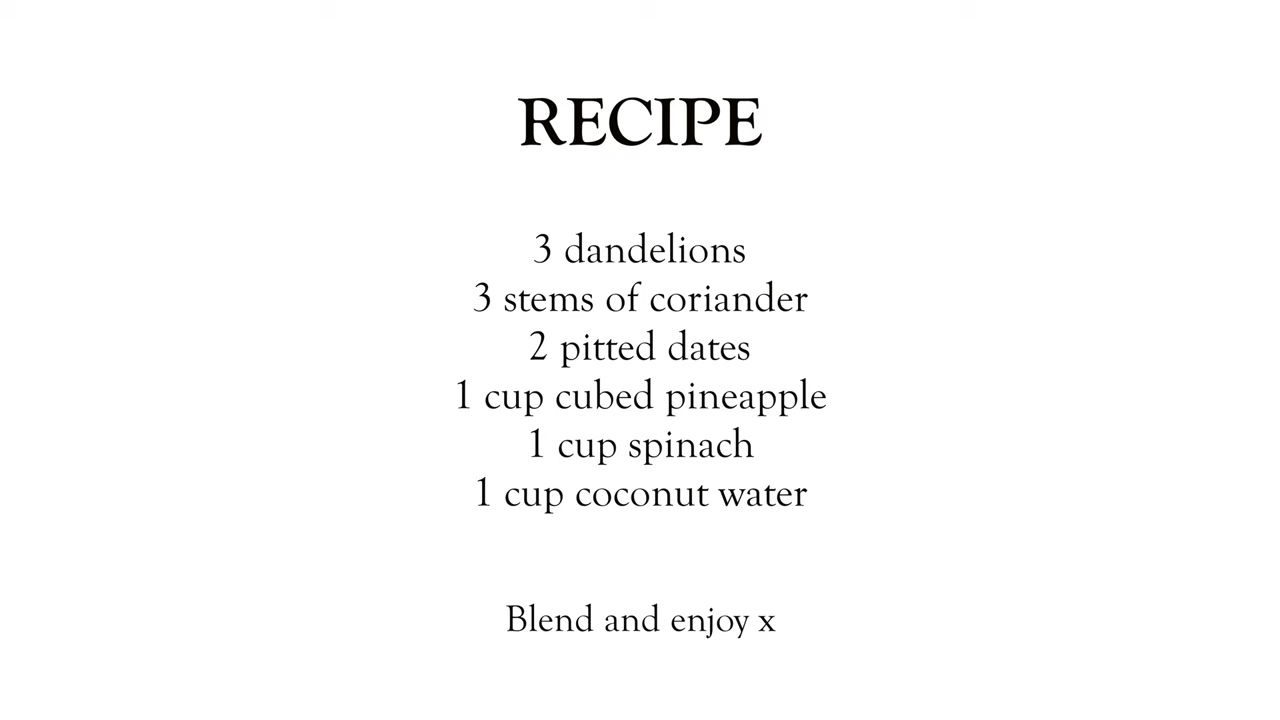 RECIPE
3 dandelions
3 stems of coriander
2 pitted dates
1 cup cubed pineapple
1 cup spinach
1 cup coconut water
Blend and enjoy x